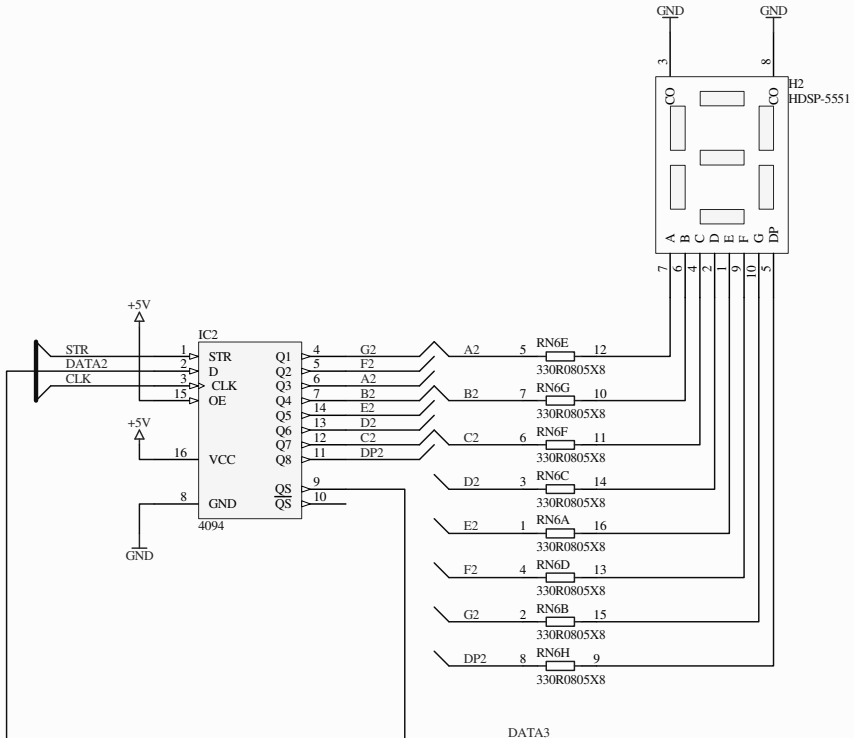 GND GND
3 8
H2
HDSP-5551
CO CO
A B C D E F G DP
7 6 4 2 1 9 10 5
+5V
IC2
STR 1 STR Q1 4 G2 A2 5 RN6E 12
330R0805X8
DATA2 2 D Q2 5 F2
CLK 3 CLK Q3 6 A2
15 OE Q4 7 B2 B2 7 RN6G 10
330R0805X8
Q5 14 E2
Q6 13 D2
+5V
Q7 12 C2 C2 6 RN6F 11
330R0805X8
16 VCC Q8 11 DP2
QS 9 D2 3 RN6C 14
330R0805X8
8 GND QS 10
4094
GND
E2 1 RN6A 16
330R0805X8
F2 4 RN6D 13
330R0805X8
G2 2 RN6B 15
330R0805X8
DP2 8 RN6H 9
330R0805X8
DATA3